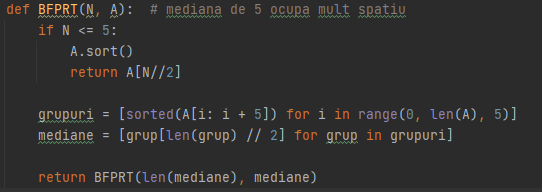 def BFPRT(N, A):  # mediana de 5 ocupa mult spatiu
    if N <= 5:
        A.sort()
        return A[N//2]

    grupuri = [sorted(A[i: i + 5]) for i in range(0, len(A), 5)]
    mediane = [grup[len(grup) // 2] for grup in grupuri]

    return BFPRT(len(mediane), mediane)